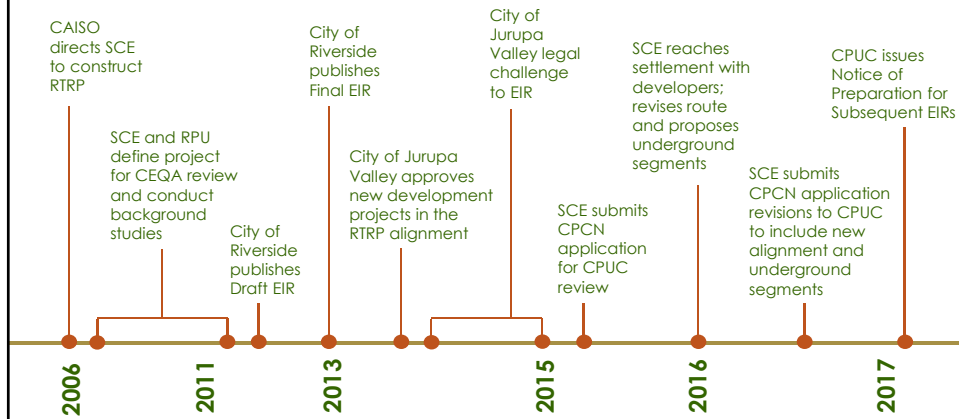 CAISO
directs SCE
to construct
RTRP
SCE and RPU
define project
for CEQA review
and conduct
background
studies
City of
Riverside
publishes
Draft EIR
City of
Riverside
publishes
Final EIR
City of Jurupa
Valley approves
new development
projects in the
RTRP alignment
City of
Jurupa
Valley legal
challenge
to EIR
SCE submits
CPCN
application
for CPUC
review
SCE reaches
settlement with
developers;
revises route
and proposes
underground
segments
SCE submits
CPCN application
revisions to CPUC
to include new
alignment and
underground
segments
CPUC issues
Notice of
Preparation for
Subsequent EIRs
2006
2011
2013
2015
2016
2017